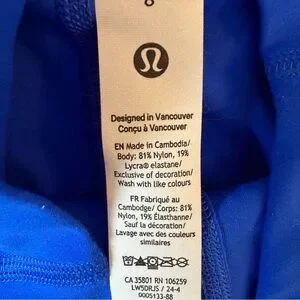 Designed in Vancouver
Conçu à Vancouver
EN Made in Cambodia/
Body: 81% Nylon, 19%
Lycra® elastane/
Exclusive of decoration/
Wash with like colours
FR Fabriqué au
Cambodge/ Corps: 81%
Nylon, 19% Élasthanne/
Sauf la décoration/
Lavage avec des couleurs
similaires
CA 35801 RN 106259
LW5DRJS / 24-4
0005133-88